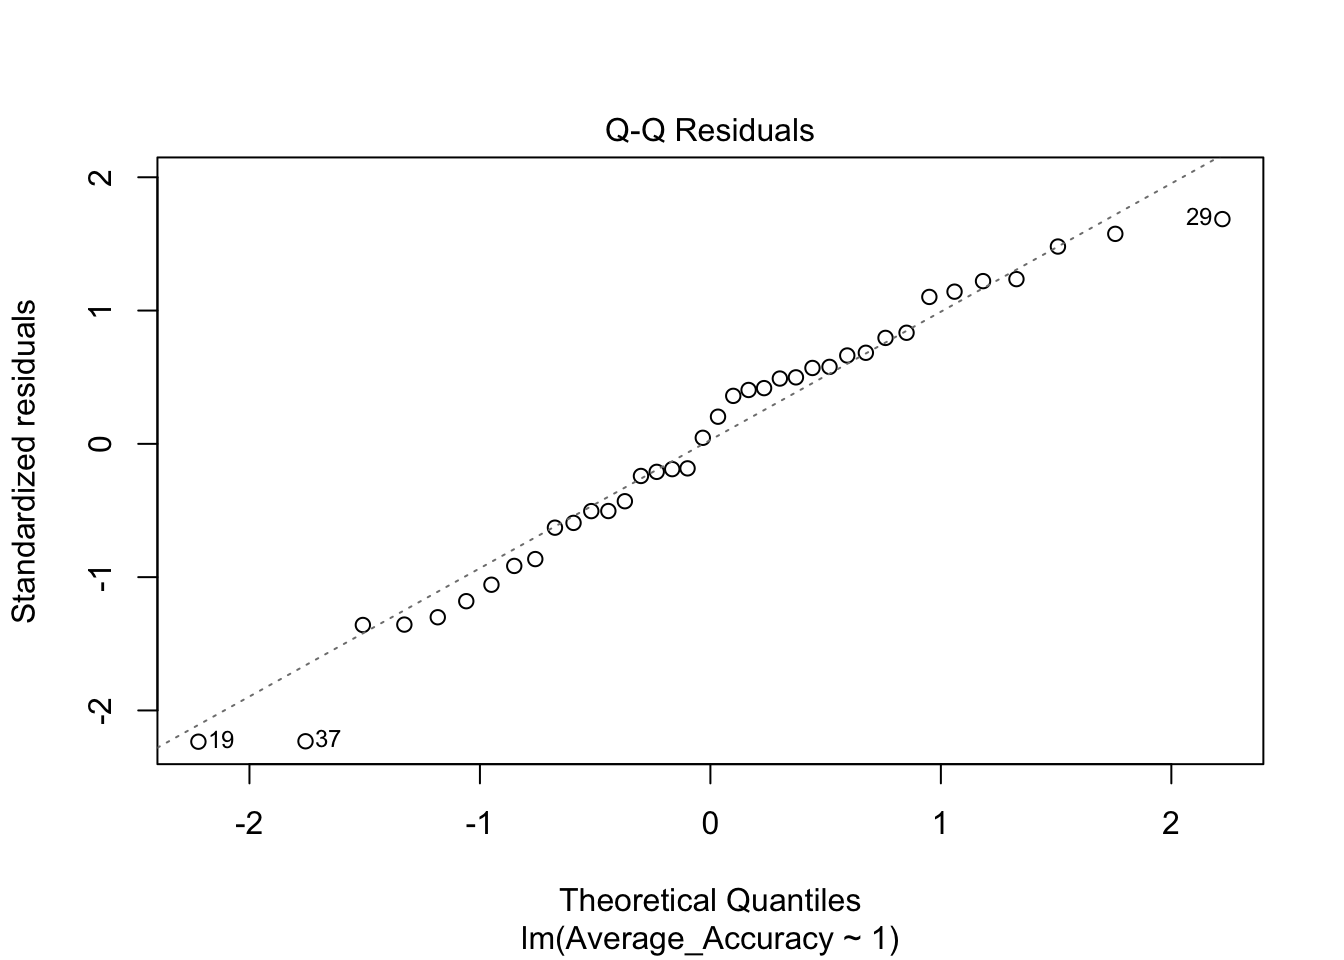 Q-Q Residuals
Standardized residuals
2
1
0
-1
-2
29
19
37
-2 -1 0 1 2
Theoretical Quantiles
lm(Average_Accuracy ~ 1)